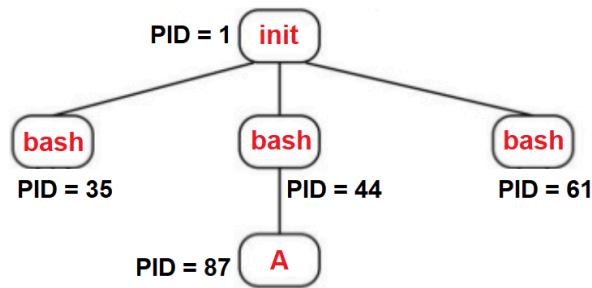 PID = 1 init
bash bash bash
PID = 35 PID = 44 PID = 61
PID = 87 A